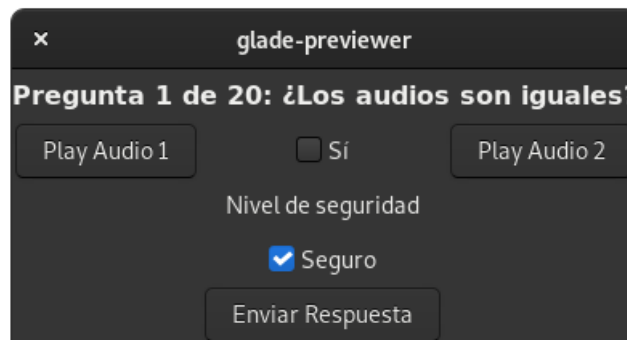 glade-previewer
Pregunta 1 de 20: ¿Los audios son iguales?
Play Audio 1 Sí Play Audio 2
Nivel de seguridad
Seguro
Enviar Respuesta